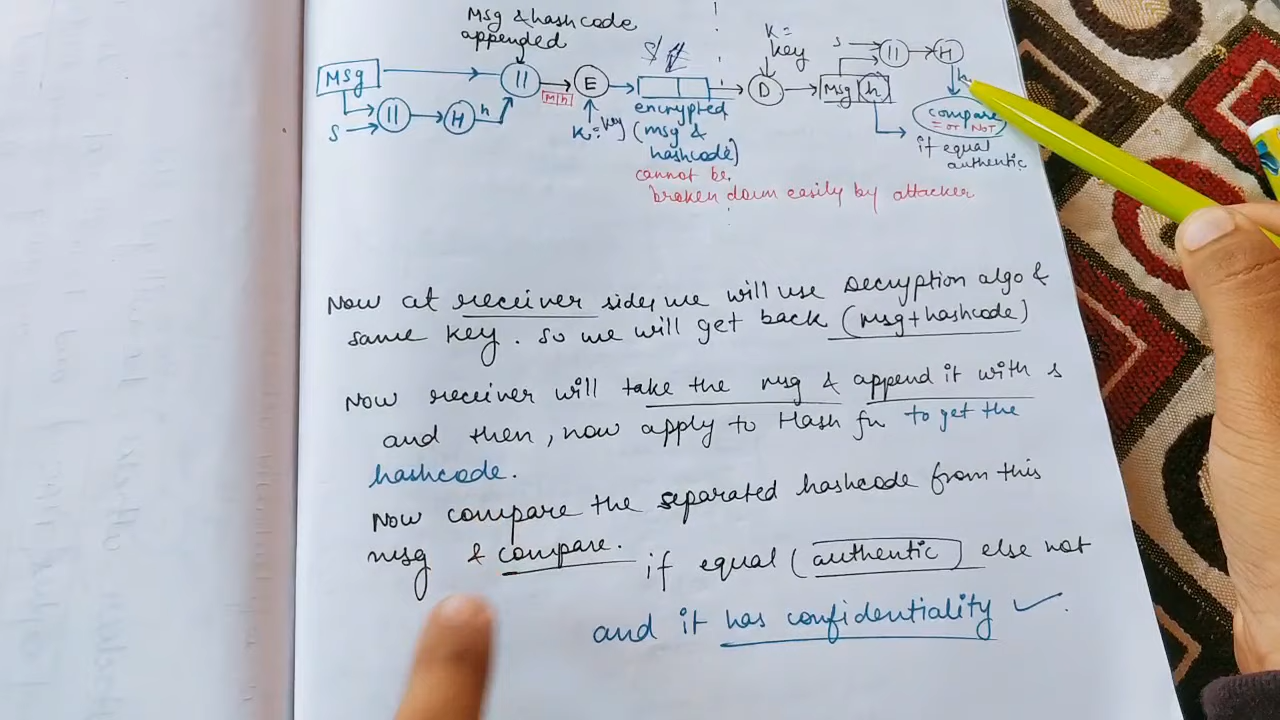 Msg & hashcode
appended
Msg
||
S
||
H
h
M h
E
K = key
encrypted
(msg &
hashcode)
cannot be
broken down easily by attacker
K =
key
D
Msg h
S
||
H
h
compare
= or NOT
if equal
authentic
Now at receiver side, we will use Decryption algo &
same key. so we will get back (msg+hashcode)
Now receiver will take the msg & append it with s
and then, now apply to Hash fn to get the
hashcode.
Now compare the separated hashcode from this
msg & compare. if equal (authentic) else not
and it has confidentiality ✓.